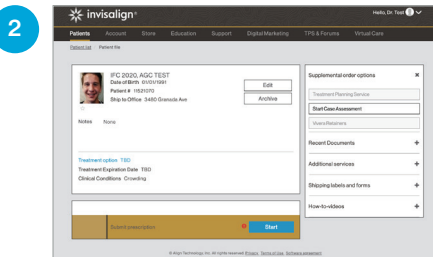 2
invisalign
Hello, Dr. Test
Patients Account Store Education Support Digital Marketing TPS & Forums Virtual Care
Patient list Patient file
IFC 2020, AGC TEST
Date of Birth 01/01/1991
Patient # 11521070
Ship to Office 3480 Granada Ave
Edit
Archive
Notes None
Treatment option TBD
Treatment Expiration Date TBD
Clinical Conditions Crowding
Submit prescription
Start
Supplemental order options
Treatment Planning Service
Start Case Assessment
Vivera Retainers
Recent Documents +
Additional services +
Shipping labels and forms +
How-to-videos +
© Align Technology, Inc. All rights reserved Privacy Terms of Use Software agreement